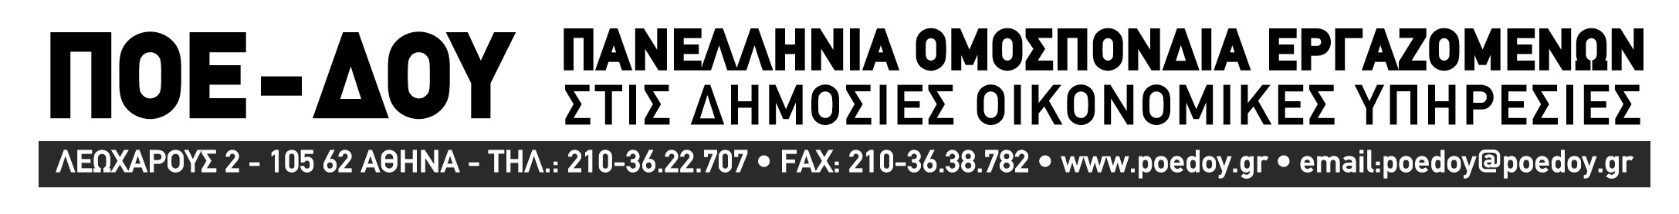 ΠΟΕ-ΔΟΥ
ΠΑΝΕΛΛΗΝΙΑ ΟΜΟΣΠΟΝΔΙΑ ΕΡΓΑΖΟΜΕΝΩΝ
ΣΤΙΣ ΔΗΜΟΣΙΕΣ ΟΙΚΟΝΟΜΙΚΕΣ ΥΠΗΡΕΣΙΕΣ
ΛΕΩΧΑΡΟΥΣ 2 - 105 62 ΑΘΗΝΑ - ΤΗΛ.: 210-36.22.707 • FAX: 210-36.38.782 • www.poedoy.gr • email:poedoy@poedoy.gr